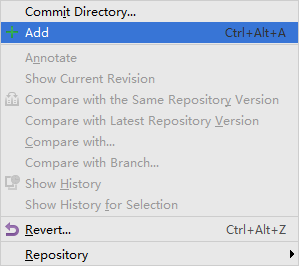 Commit Directory...
Add Ctrl+Alt+A
Annotate
Show Current Revision
Compare with the Same Repository Version
Compare with Latest Repository Version
Compare with...
Compare with Branch...
Show History
Show History for Selection
Revert... Ctrl+Alt+Z
Repository